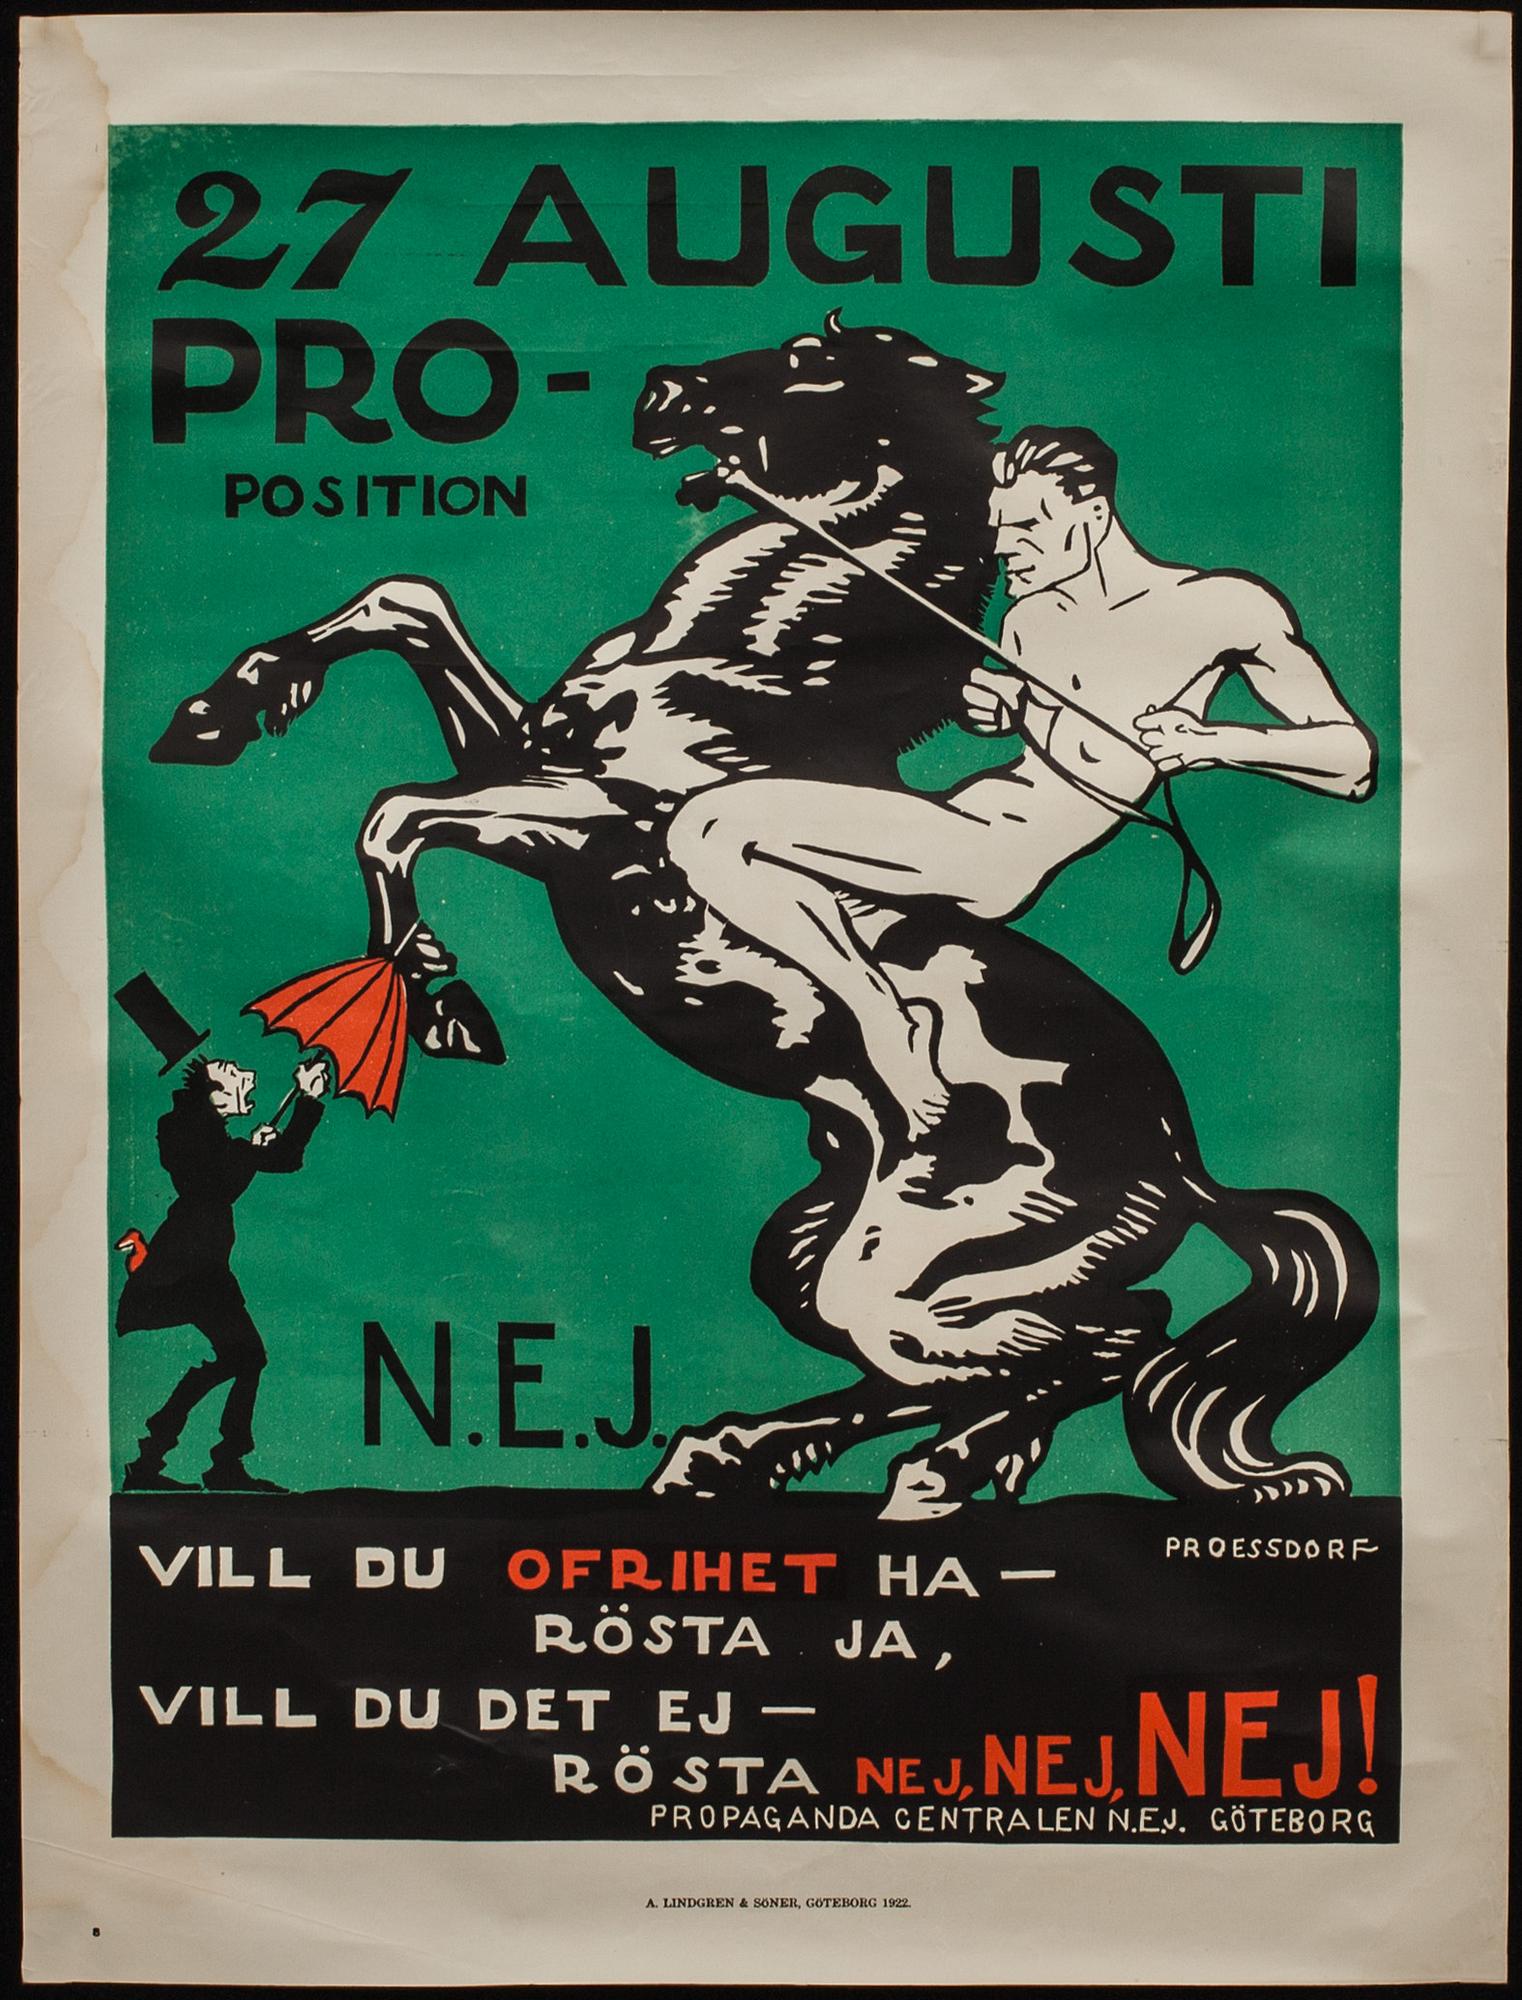 27 AUGUSTI
PRO-
POSITION
N.E.J.
PROESSDORF
VILL DU OFRIHET HA —
RÖSTA JA,
VILL DU DET EJ —
RÖSTA NEJ, NEJ, NEJ!
PROPAGANDA CENTRALEN N.E.J. GÖTEBORG
A. LINDGREN & SÖNER, GÖTEBORG 1922.
8